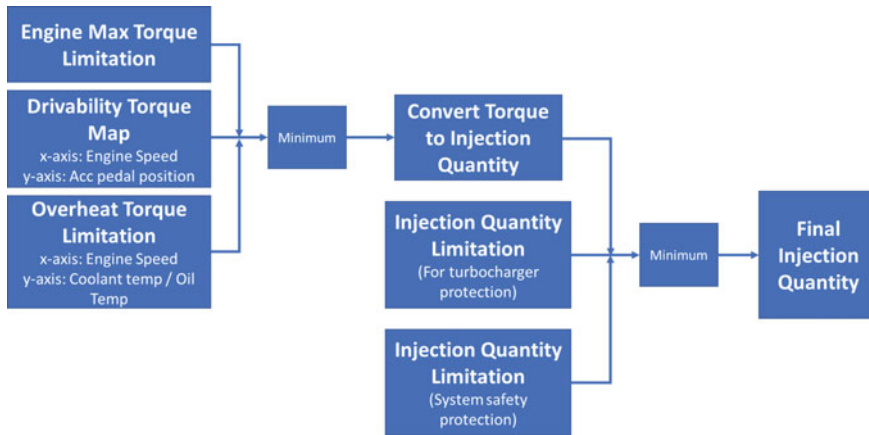 Engine Max Torque
Limitation
Drivability Torque
Map
x-axis: Engine Speed
y-axis: Acc pedal position
Overheat Torque
Limitation
x-axis: Engine Speed
y-axis: Coolant temp / Oil
Temp
Minimum
Convert Torque
to Injection
Quantity
Injection Quantity
Limitation
(For turbocharger
protection)
Injection Quantity
Limitation
(System safety
protection)
Minimum
Final
Injection
Quantity